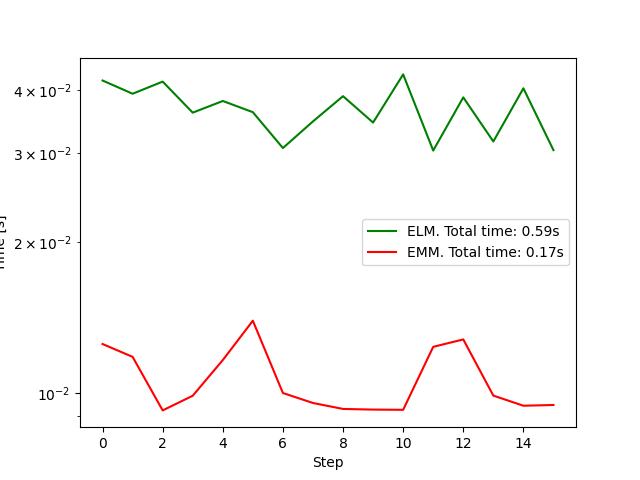 4 × 10⁻²
3 × 10⁻²
2 × 10⁻²
10⁻²
ELM. Total time: 0.59s
EMM. Total time: 0.17s
0 2 4 6 8 10 12 14
Step